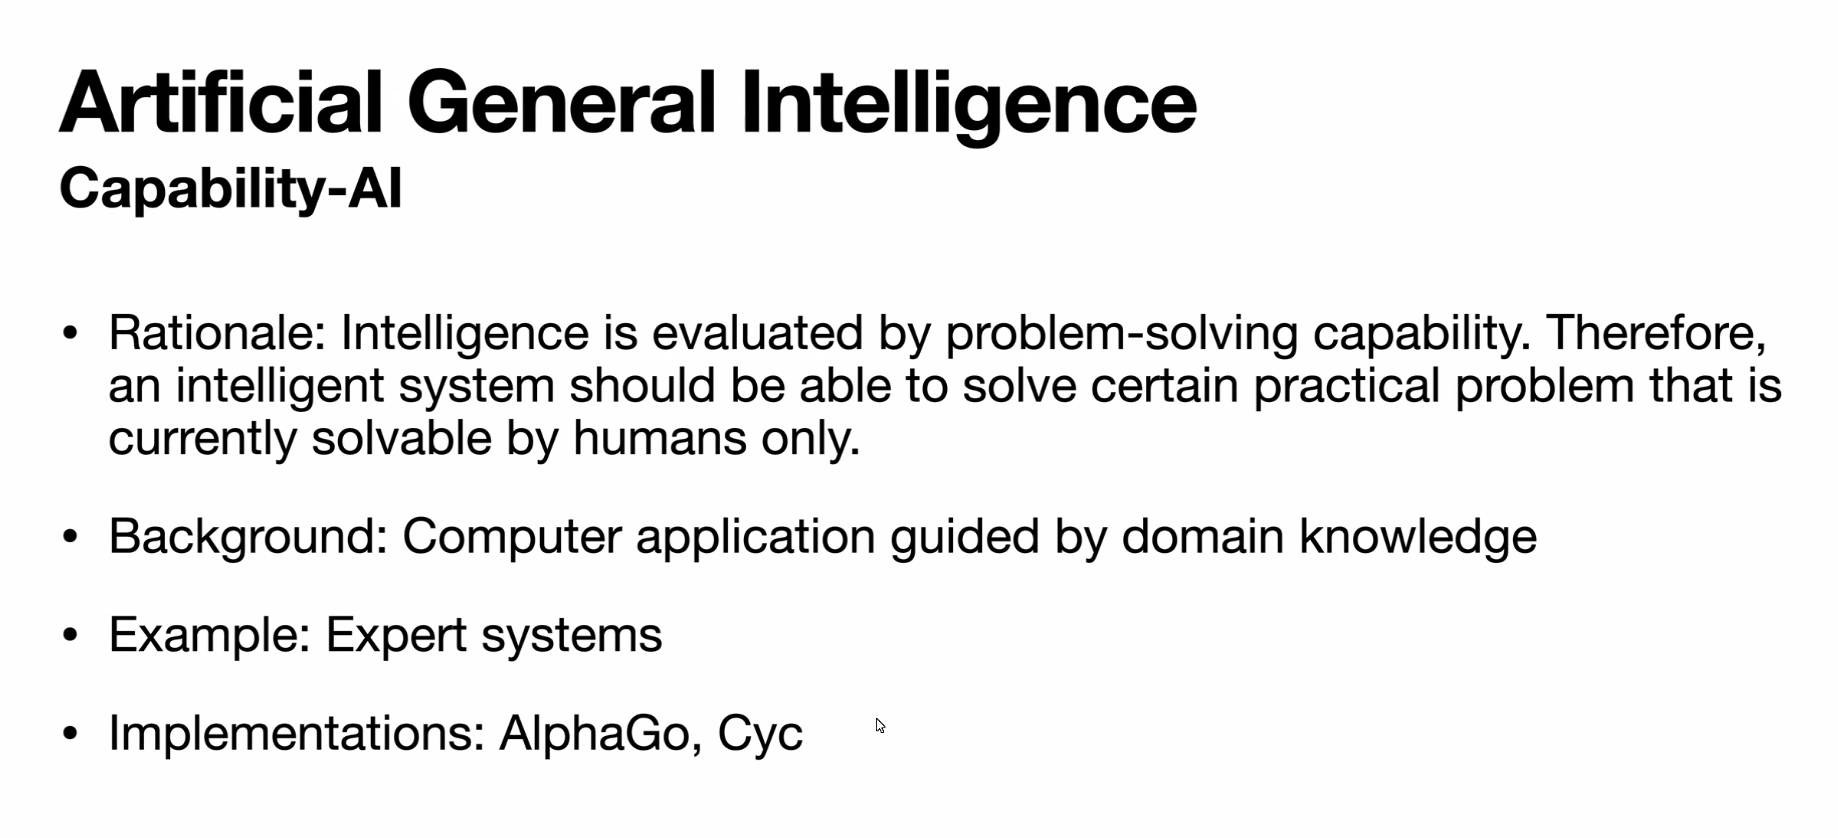 Artificial General Intelligence
Capability-AI
• Rationale: Intelligence is evaluated by problem-solving capability. Therefore,
an intelligent system should be able to solve certain practical problem that is
currently solvable by humans only.
• Background: Computer application guided by domain knowledge
• Example: Expert systems
• Implementations: AlphaGo, Cyc